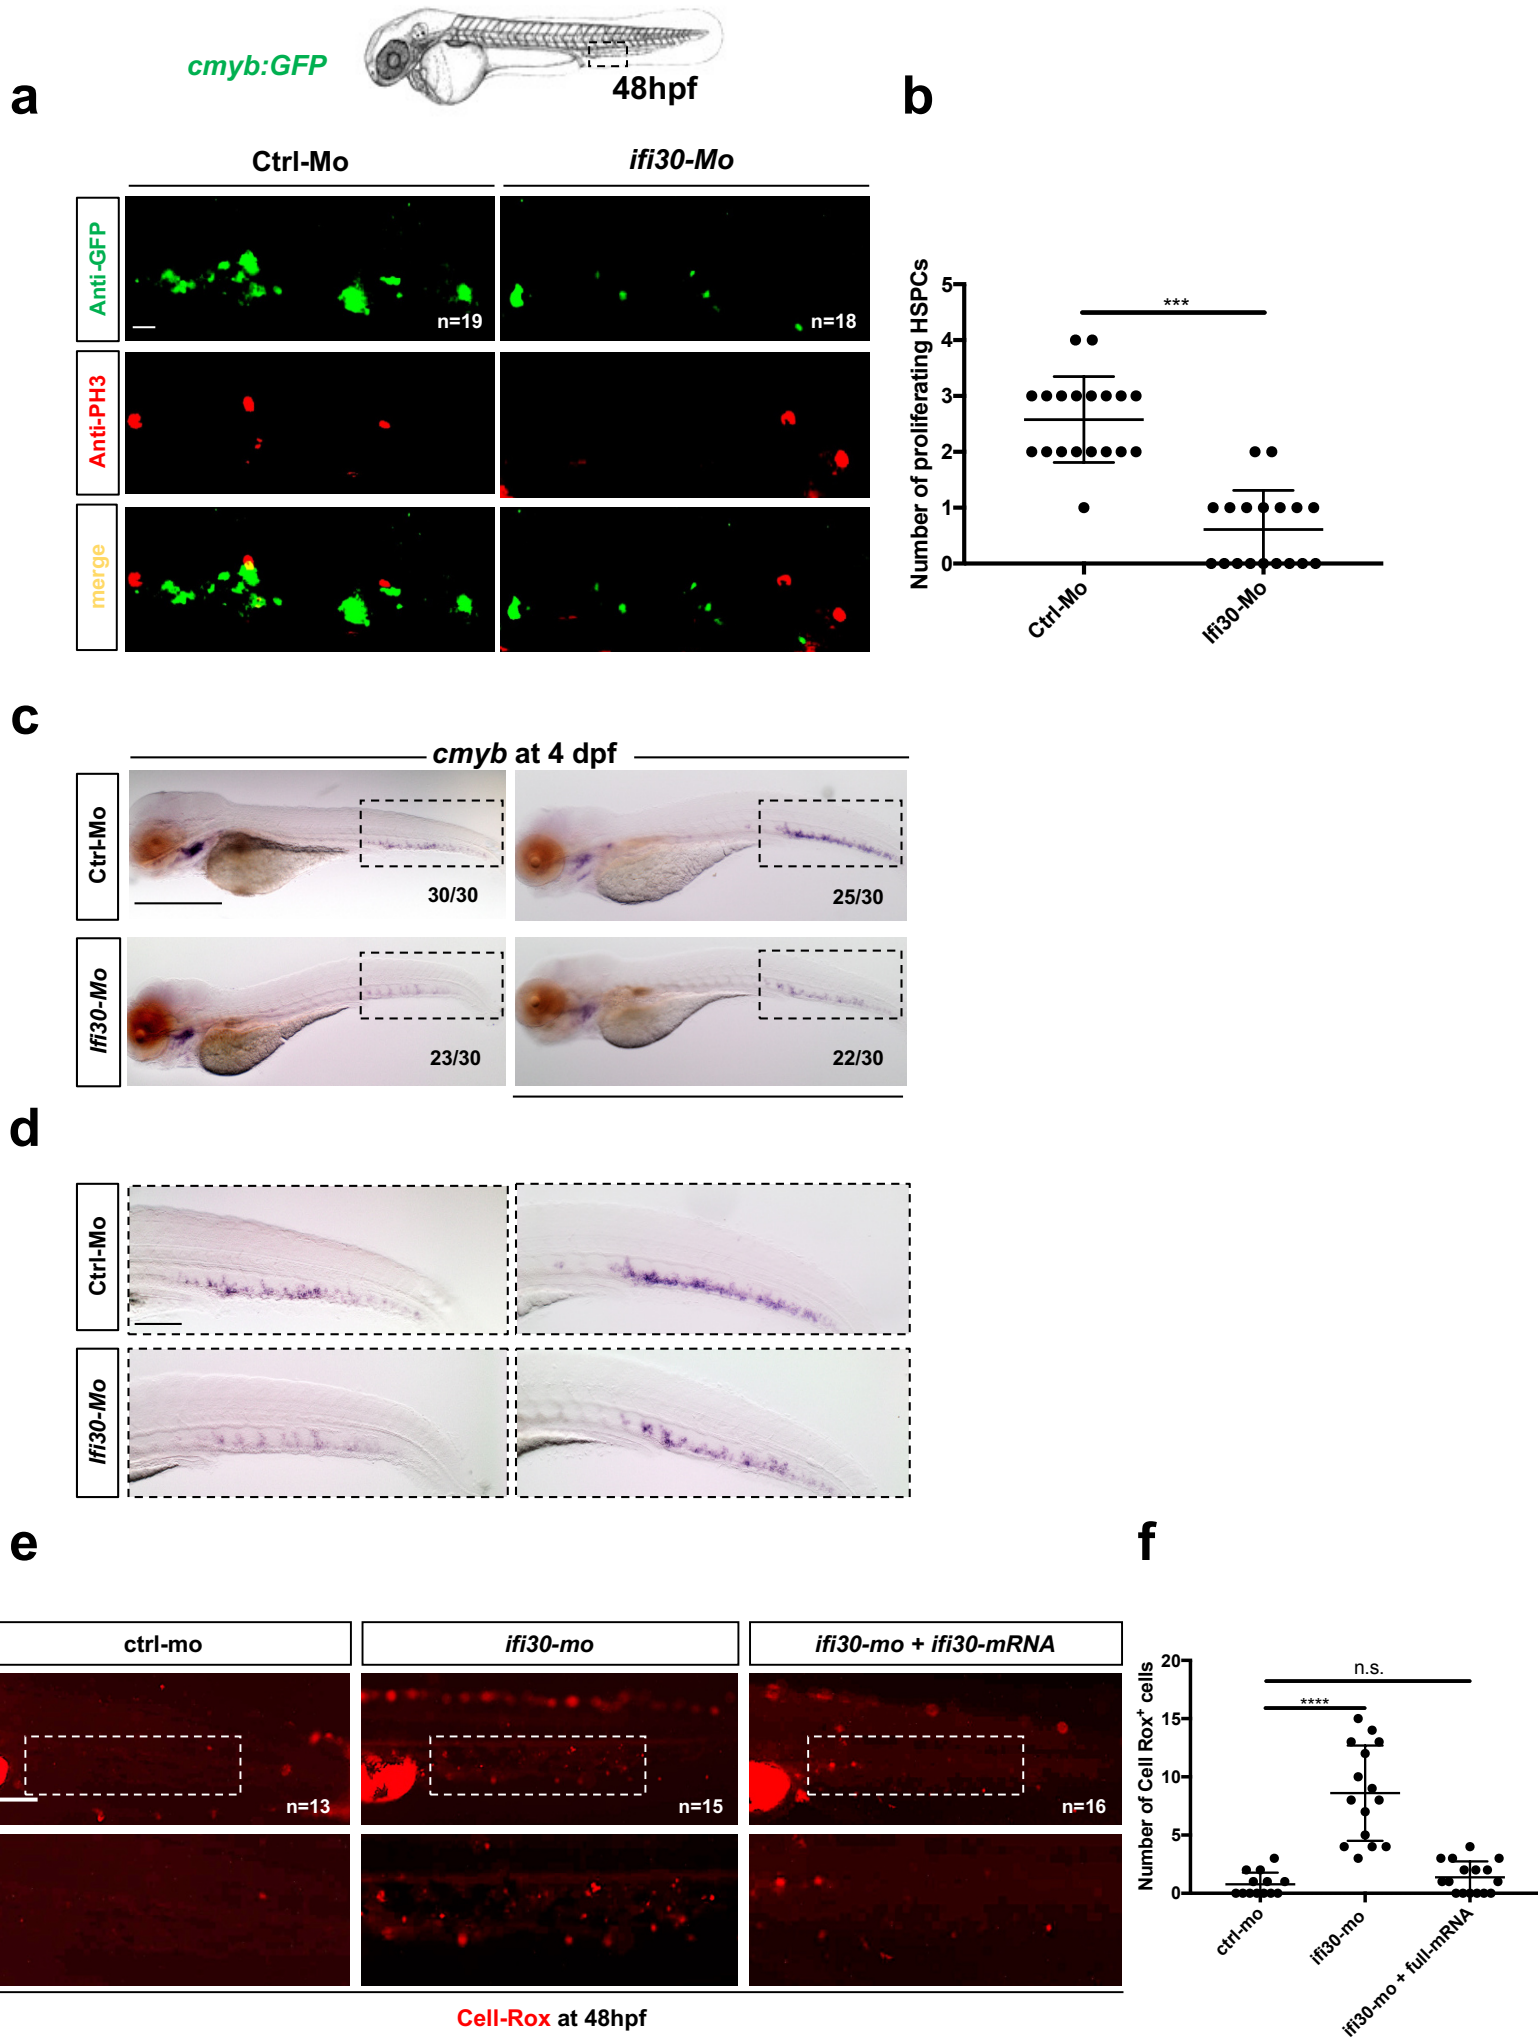 cmyb:GFP
48hpf
a
Ctrl-Mo
ifi30-Mo
Anti-GFP
n=19
n=18
Anti-PH3
merge
b
Number of proliferating HSPCs
5
4
3
2
1
0
***
Ctrl-Mo
Ifi30-Mo
c
cmyb at 4 dpf
Ctrl-Mo
30/30
25/30
Ifi30-Mo
23/30
22/30
d
Ctrl-Mo
Ifi30-Mo
e
ctrl-mo
ifi30-mo
ifi30-mo + ifi30-mRNA
n=13
n=15
n=16
Cell-Rox at 48hpf
f
Number of Cell Rox+ cells
20
15
10
5
0
n.s.
****
ctrl-mo
ifi30-mo
ifi30-mo + full-mRNA